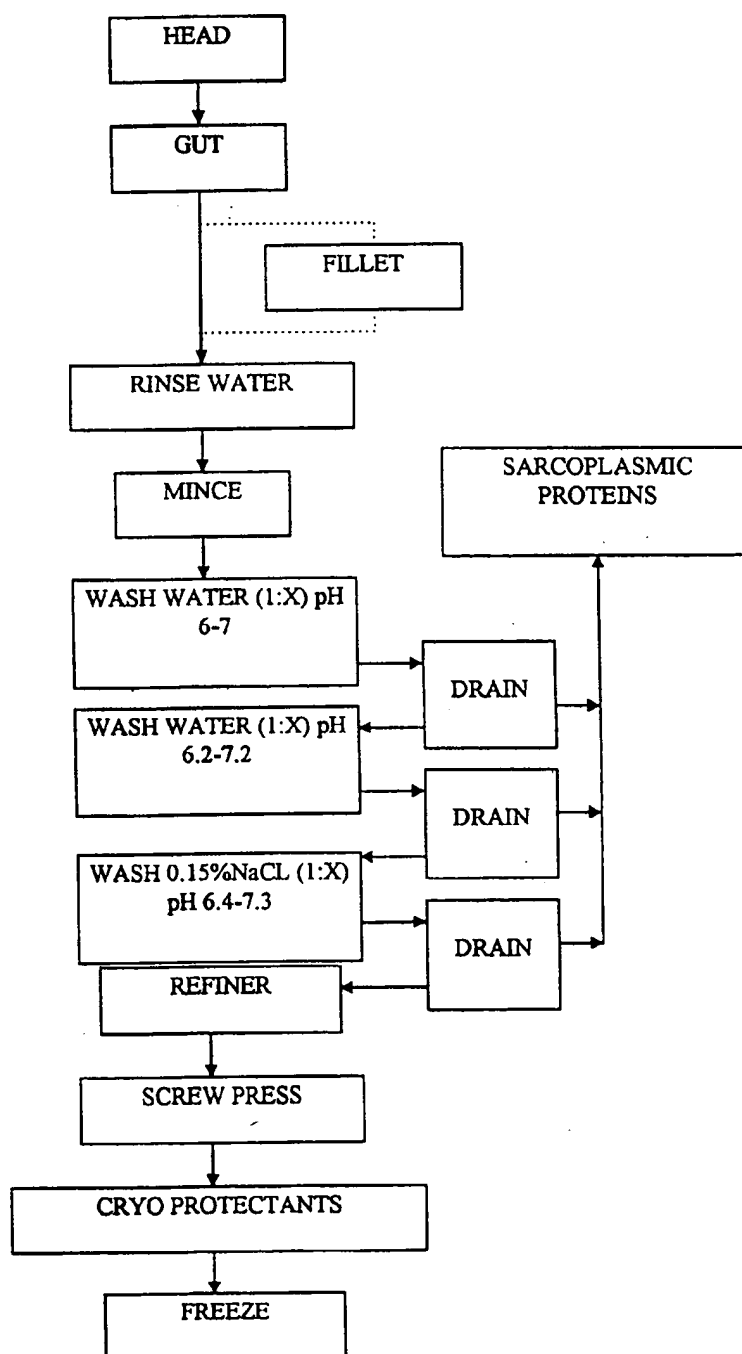 HEAD
GUT
FILLET
RINSE WATER
MINCE
SARCOPLASMIC
PROTEINS
WASH WATER (1:X) pH
6-7
DRAIN
WASH WATER (1:X) pH
6.2-7.2
DRAIN
WASH 0.15%NaCL (1:X)
pH 6.4-7.3
DRAIN
REFINER
SCREW PRESS
CRYO PROTECTANTS
FREEZE